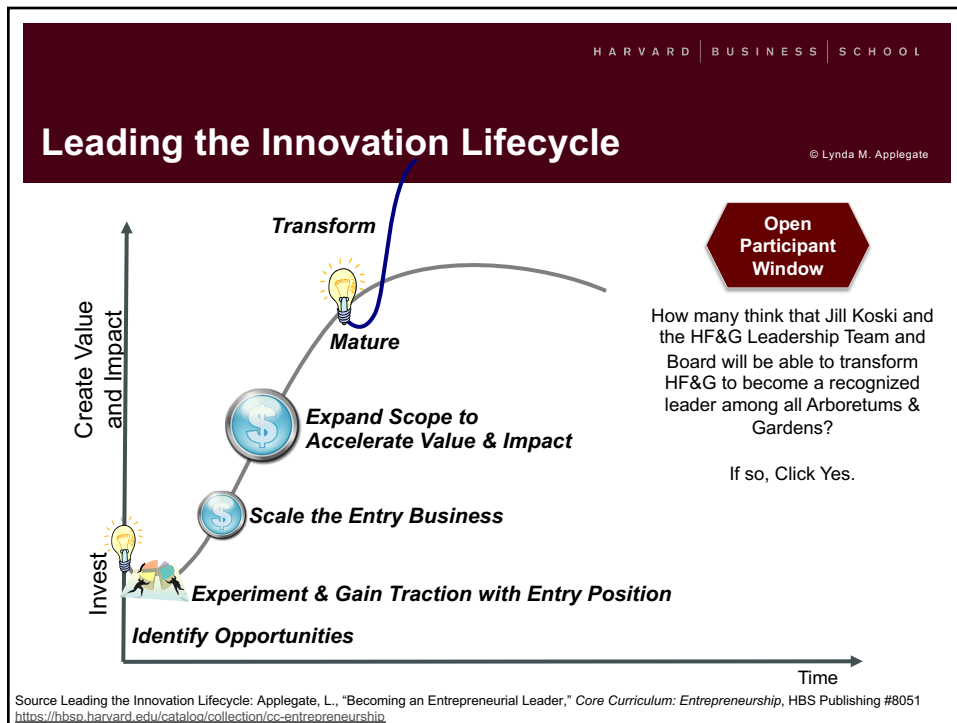 HARVARD | BUSINESS | SCHOOL
Leading the Innovation Lifecycle
© Lynda M. Applegate
Transform
Open
Participant
Window
Create Value
and Impact
Mature
How many think that Jill Koski and
the HF&G Leadership Team and
Board will be able to transform
HF&G to become a recognized
leader among all Arboretums &
Gardens?
$
Expand Scope to
Accelerate Value & Impact
If so, Click Yes.
$
Scale the Entry Business
Invest
Experiment & Gain Traction with Entry Position
Identify Opportunities
Time
Source Leading the Innovation Lifecycle: Applegate, L., “Becoming an Entrepreneurial Leader,” Core Curriculum: Entrepreneurship, HBS Publishing #8051
https://hbsp.harvard.edu/catalog/collection/cc-entrepreneurship